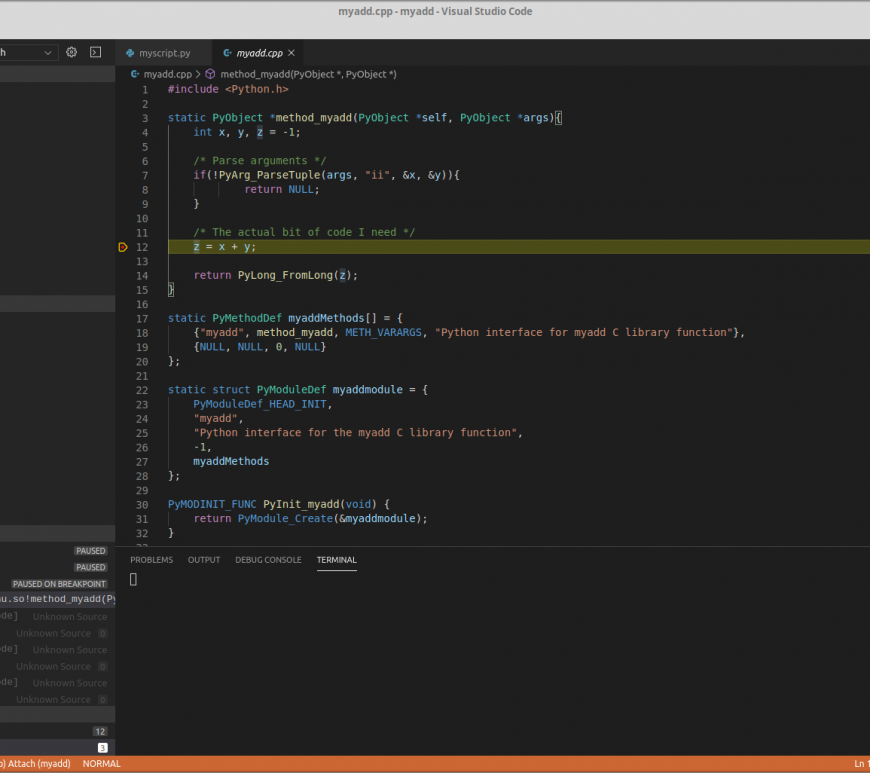 myadd.cpp - myadd - Visual Studio Code
h
myscript.py
myadd.cpp
myadd.cpp > method_myadd(PyObject *, PyObject *)
1 #include <Python.h>
2
3 static PyObject *method_myadd(PyObject *self, PyObject *args){
4 int x, y, z = -1;
5
6 /* Parse arguments */
7 if(!PyArg_ParseTuple(args, "ii", &x, &y)){
8 return NULL;
9 }
10
11 /* The actual bit of code I need */
12 z = x + y;
13
14 return PyLong_FromLong(z);
15 }
16
17 static PyMethodDef myaddMethods[] = {
18 {"myadd", method_myadd, METH_VARARGS, "Python interface for myadd C library function"},
19 {NULL, NULL, 0, NULL}
20 };
21
22 static struct PyModuleDef myaddmodule = {
23 PyModuleDef_HEAD_INIT,
24 "myadd",
25 "Python interface for the myadd C library function",
26 -1,
27 myaddMethods
28 };
29
30 PyMODINIT_FUNC PyInit_myadd(void) {
31 return PyModule_Create(&myaddmodule);
32 }
PAUSED
PAUSED
PAUSED ON BREAKPOINT
u.so!method_myadd(Py
de] Unknown Source
Unknown Source 0
de] Unknown Source
Unknown Source 0
de] Unknown Source
Unknown Source 0
12
3
PROBLEMS OUTPUT DEBUG CONSOLE TERMINAL
) Attach (myadd) NORMAL
Ln 1